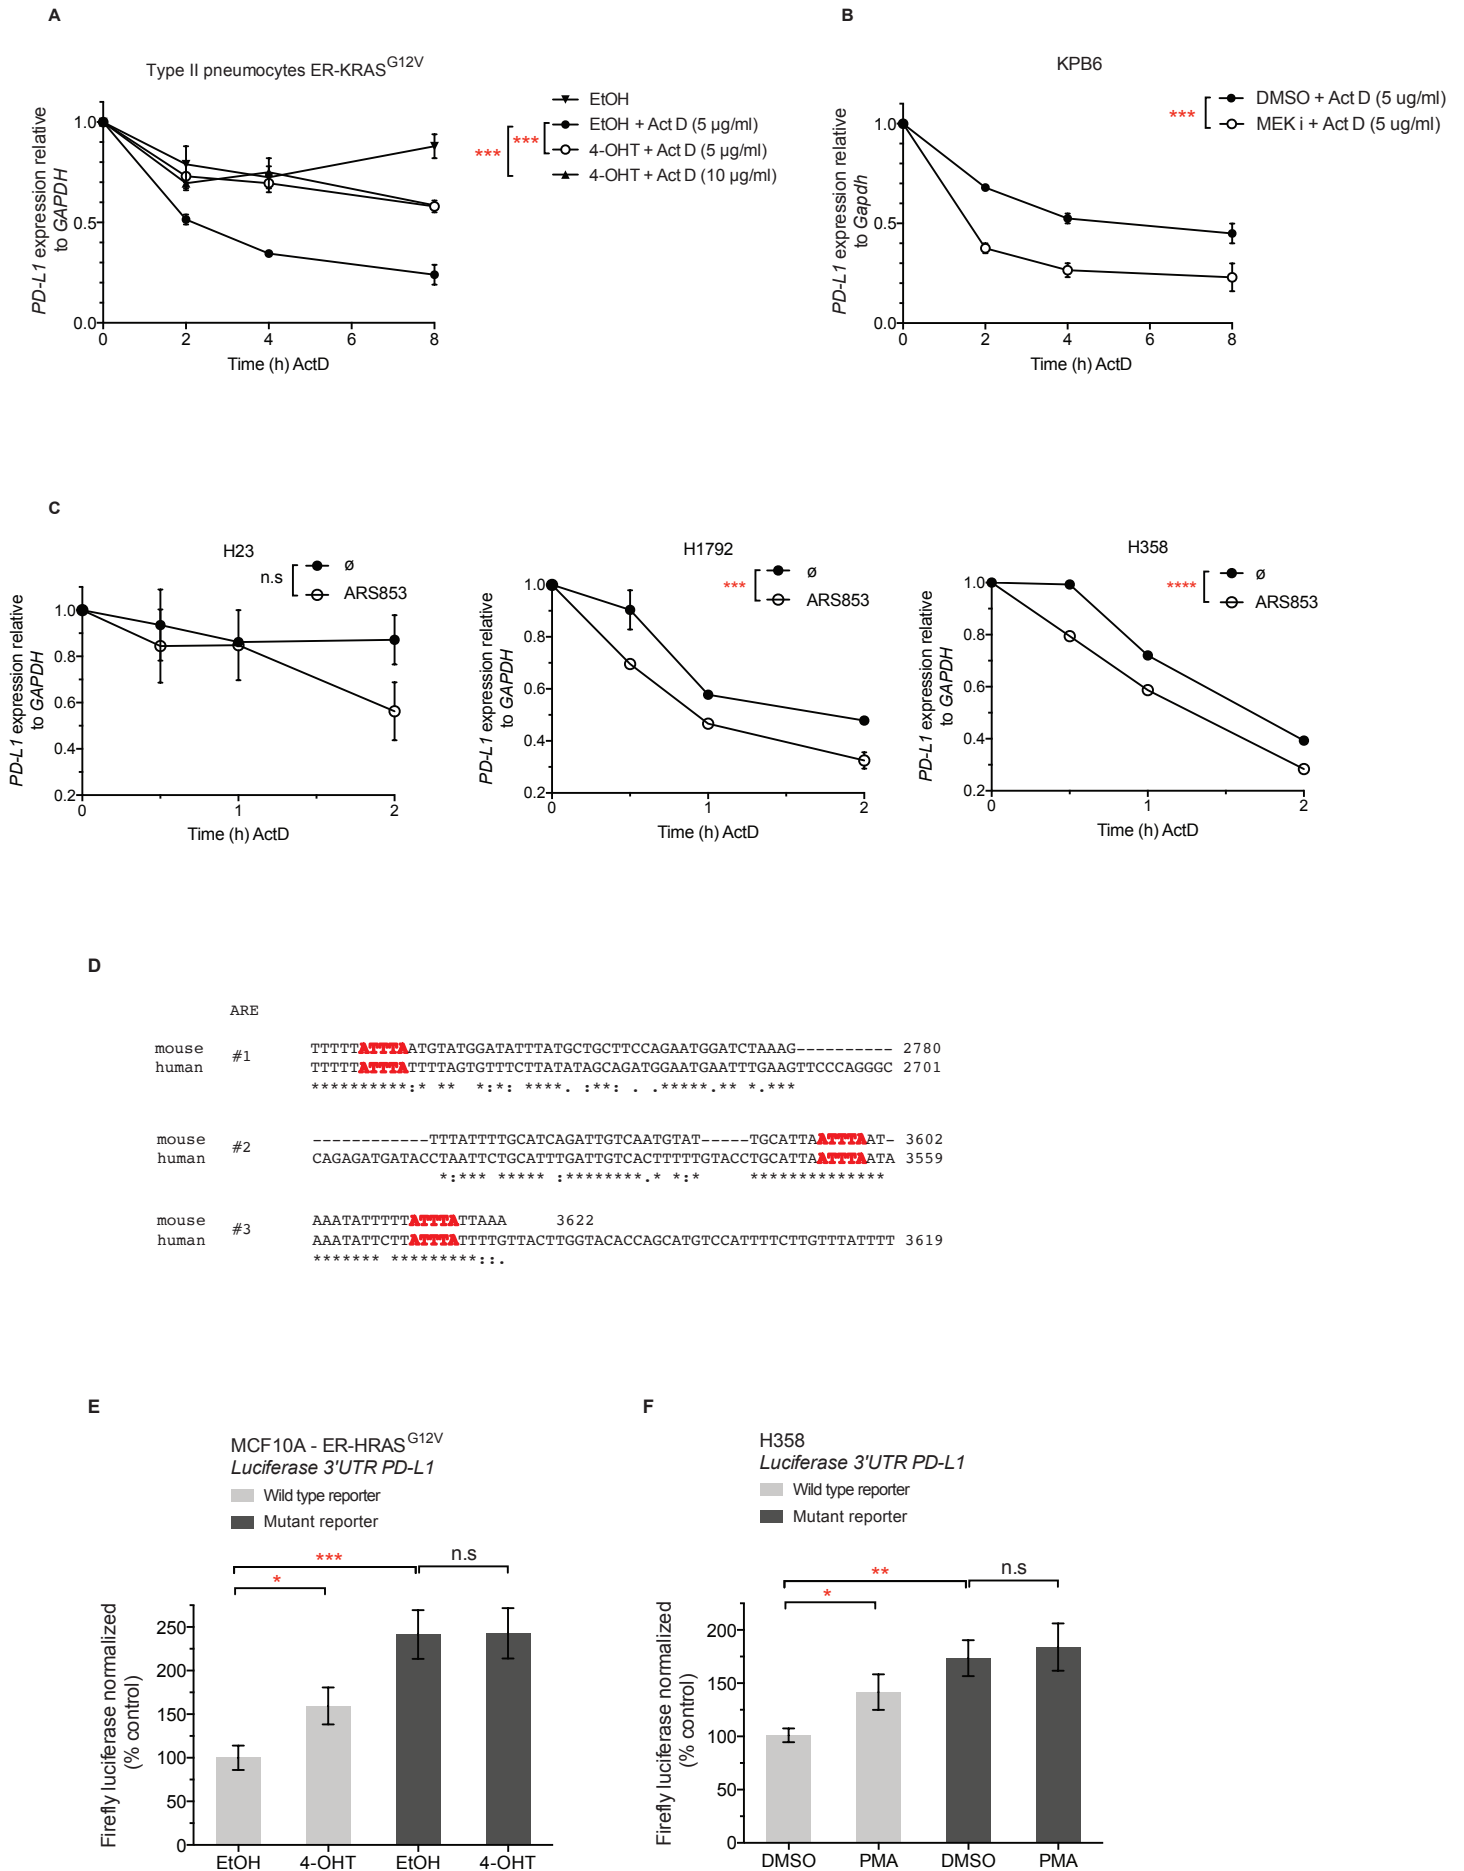 A
Type II pneumocytes ER-KRAS^G12V
EtOH
EtOH + Act D (5 µg/ml)
4-OHT + Act D (5 µg/ml)
4-OHT + Act D (10 µg/ml)
***
***
PD-L1 expression relative
to GAPDH
1.0
0.5
0.0
0 2 4 6 8
Time (h) ActD
B
KPB6
DMSO + Act D (5 ug/ml)
MEK i + Act D (5 ug/ml)
***
PD-L1 expression relative
to Gapdh
1.0
0.5
0.0
0 2 4 6 8
Time (h) ActD
C
H23
n.s
ø
ARS853
PD-L1 expression relative
to GAPDH
1.0
0.8
0.6
0.4
0.2
0 1 2
Time (h) ActD
H1792
***
ø
ARS853
PD-L1 expression relative
to GAPDH
1.0
0.8
0.6
0.4
0.2
0 1 2
Time (h) ActD
H358
****
ø
ARS853
PD-L1 expression relative
to GAPDH
1.0
0.8
0.6
0.4
0.2
0 1 2
Time (h) ActD
D
ARE
#1
mouse TTTTTATTTAATGTATGGATATTTATGCTGCTTCCAGAATGGATCTAAAG---------- 2780
human TTTTTATTTATTTTAGTGTTTCTTATATAGCAGATGGAATGAATTTGAAGTTCCCAGGGC 2701
**********:* **  *:*: ****. :**: . .*****.** *.***
#2
mouse ------------TTTATTTTGCATCAGATTGTCAATGTAT-----TGCATTAATTTAAT- 3602
human CAGAGATGATACCTAATTCTGCATTTGATTGTCACTTTTTGTACCTGCATTAATTTAATA 3559
*:*** ***** :********.* *:*     **************
#3
mouse AAATATTTTTATTTATTAAA 3622
human AAATATTCTTATTTATTTTGTTACTTGGTACACCAGCATGTCCATTTTCTTGTTTATTTT 3619
******* *********::.
E
MCF10A - ER-HRAS^G12V
Luciferase 3'UTR PD-L1
Wild type reporter
Mutant reporter
***
n.s
*
Firefly luciferase normalized
(% control)
250
200
150
100
50
0
EtOH 4-OHT EtOH 4-OHT
F
H358
Luciferase 3'UTR PD-L1
Wild type reporter
Mutant reporter
**
n.s
*
Firefly luciferase normalized
(% control)
200
150
100
50
0
DMSO PMA DMSO PMA